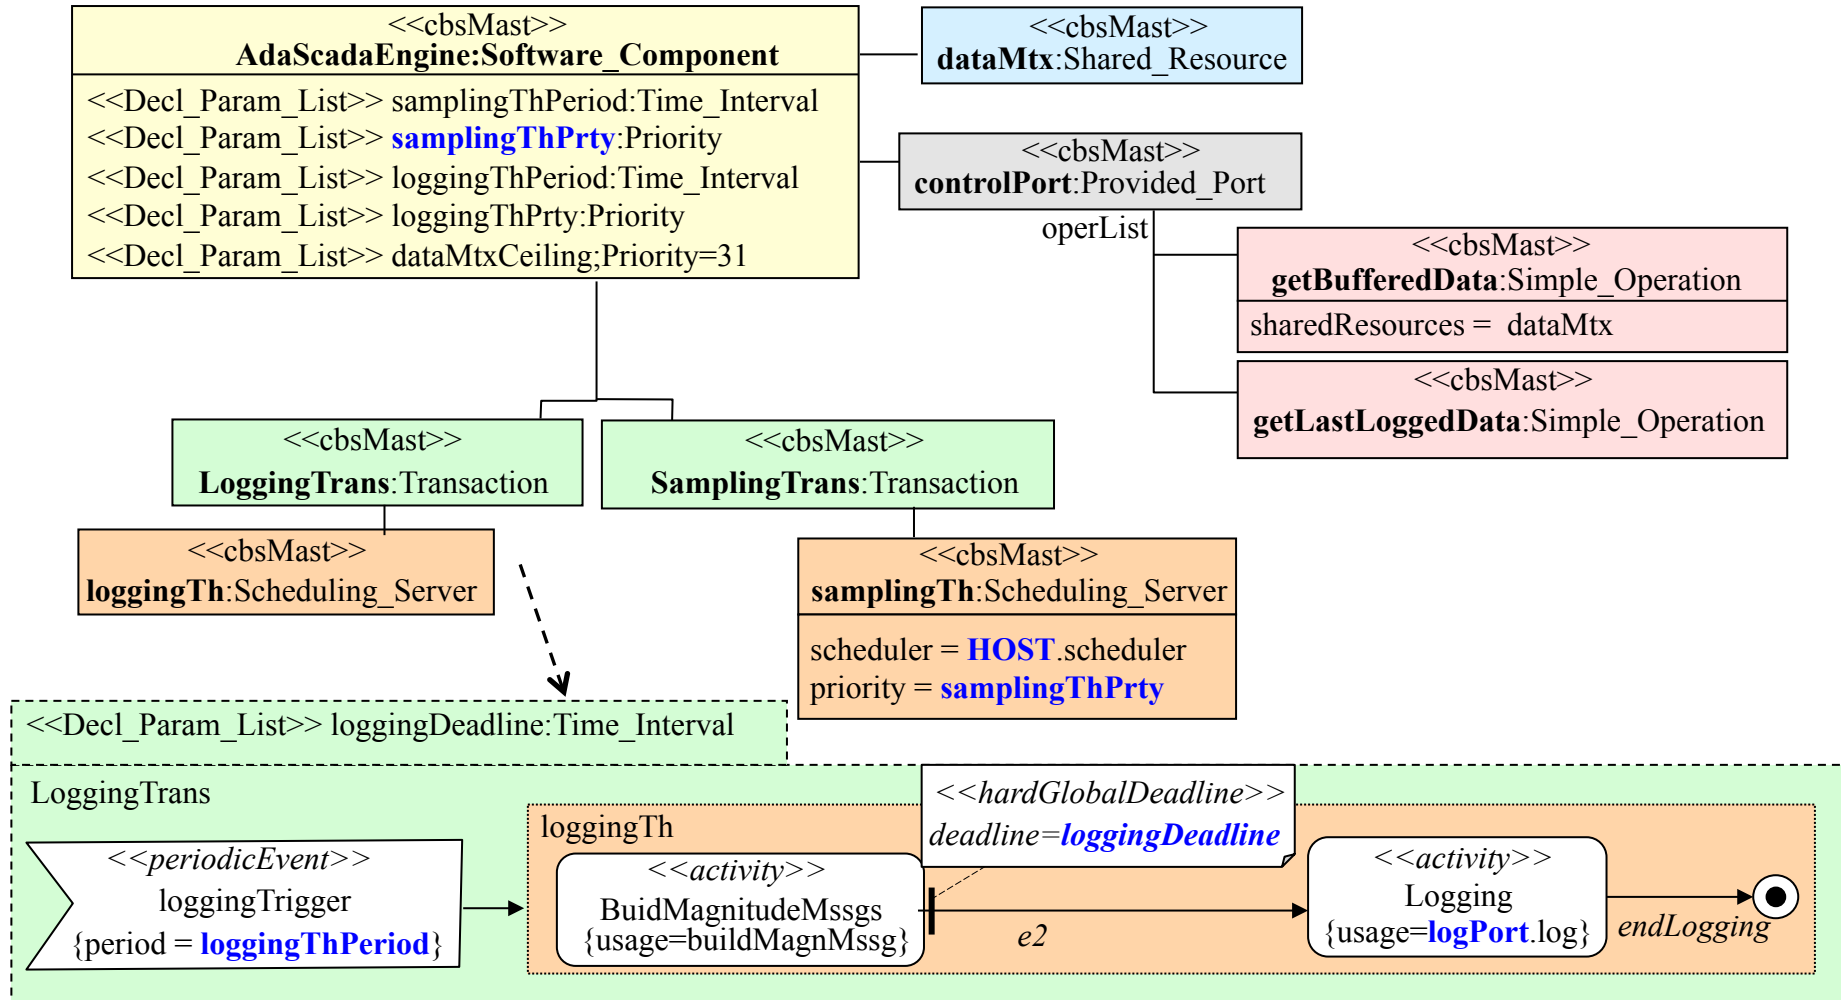 <<cbsMast>>
AdaScadaEngine:Software_Component
<<Decl_Param_List>> samplingThPeriod:Time_Interval
<<Decl_Param_List>> samplingThPrty:Priority
<<Decl_Param_List>> loggingThPeriod:Time_Interval
<<Decl_Param_List>> loggingThPrty:Priority
<<Decl_Param_List>> dataMtxCeiling;Priority=31
<<cbsMast>>
dataMtx:Shared_Resource
<<cbsMast>>
controlPort:Provided_Port
operList
<<cbsMast>>
getBufferedData:Simple_Operation
sharedResources = dataMtx
<<cbsMast>>
getLastLoggedData:Simple_Operation
<<cbsMast>>
LoggingTrans:Transaction
<<cbsMast>>
SamplingTrans:Transaction
<<cbsMast>>
loggingTh:Scheduling_Server
<<cbsMast>>
samplingTh:Scheduling_Server
scheduler = HOST.scheduler
priority = samplingThPrty
<<Decl_Param_List>> loggingDeadline:Time_Interval
LoggingTrans
<<periodicEvent>>
loggingTrigger
{period = loggingThPeriod}
loggingTh
<<hardGlobalDeadline>>
deadline=loggingDeadline
<<activity>>
BuidMagnitudeMssgs
{usage=buildMagnMssg}
e2
<<activity>>
Logging
{usage=logPort.log}
endLogging